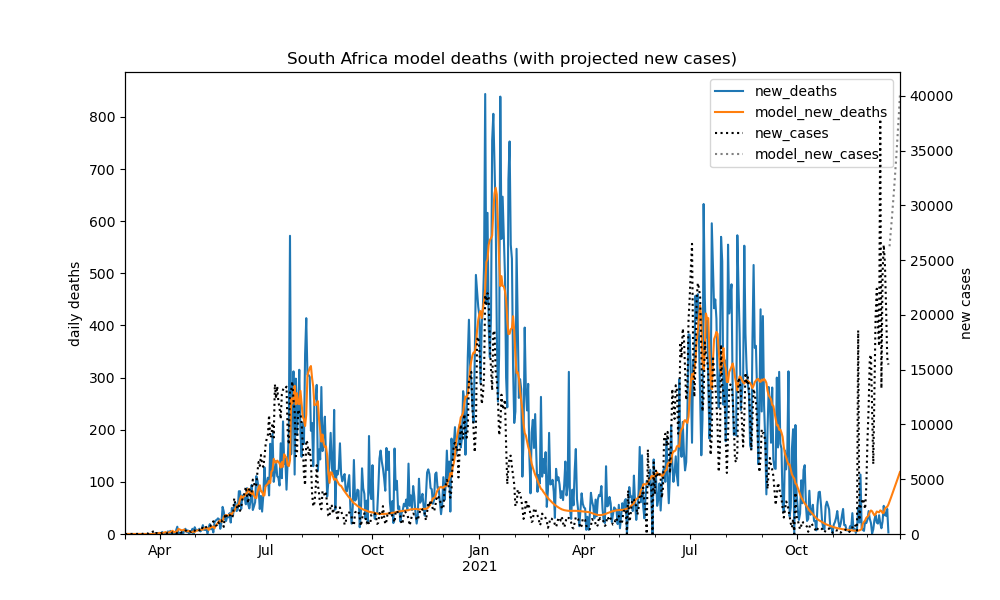 South Africa model deaths (with projected new cases)
new_deaths
model_new_deaths
new_cases
model_new_cases
daily deaths
800
700
600
500
400
300
200
100
0
40000
35000
30000
25000
20000
15000
10000
5000
0
new cases
Apr
Jul
Oct
Jan
2021
Apr
Jul
Oct